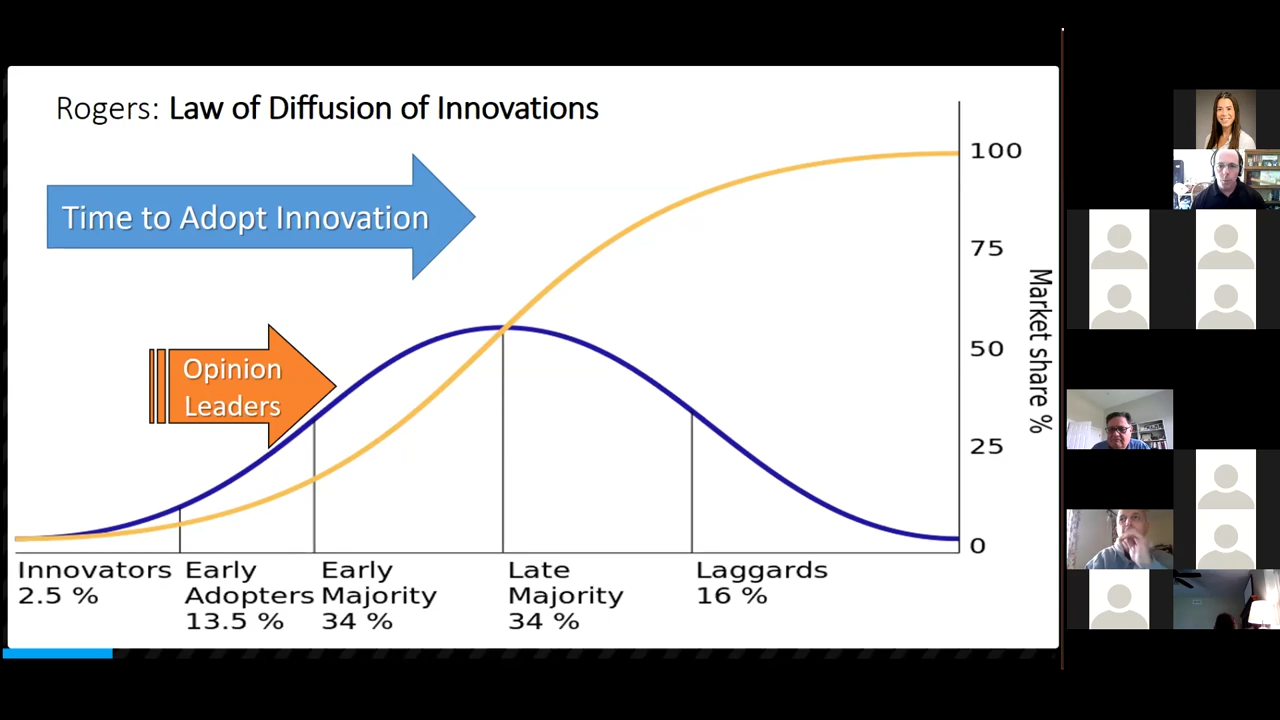 Rogers: Law of Diffusion of Innovations
Time to Adopt Innovation
Opinion
Leaders
100
75
50
25
0
Market share %
Innovators
2.5 %
Early
Adopters
13.5 %
Early
Majority
34 %
Late
Majority
34 %
Laggards
16 %